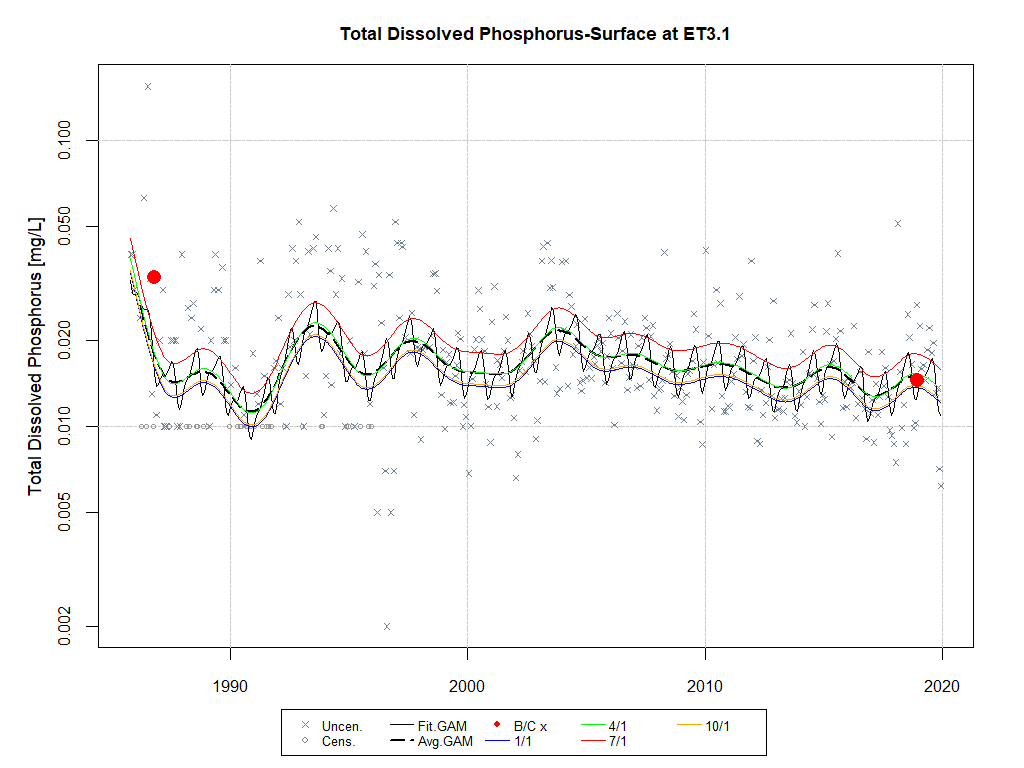 Total Dissolved Phosphorus-Surface at ET3.1
Total Dissolved Phosphorus [mg/L]
0.100
0.050
0.020
0.010
0.005
0.002
1990 2000 2010 2020
Uncen. Fit.GAM B/C x 4/1 10/1
Cens. Avg.GAM 1/1 7/1